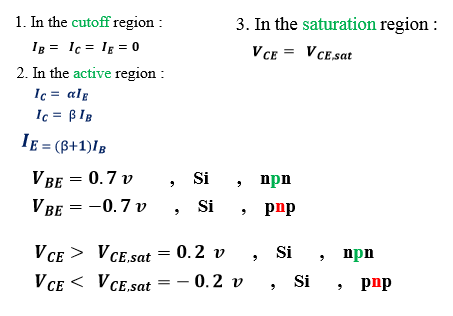 1. In the cutoff region :
I_B = I_C = I_E = 0
2. In the active region :
I_C = αI_E
I_C = β I_B
I_E = (β+1)I_B
V_BE = 0.7 v , Si , npn
V_BE = −0.7 v , Si , pnp
V_CE > V_CE,sat = 0.2 v , Si , npn
V_CE < V_CE,sat = − 0.2 v , Si , pnp
3. In the saturation region :
V_CE = V_CE,sat